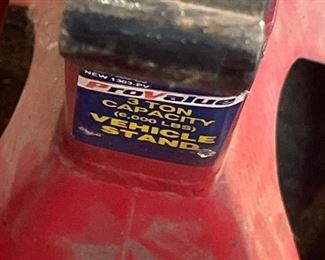 NEW 1303-PV
ProValue
3 TON
CAPACITY
(6,000 LBS)
VEHICLE
STAND